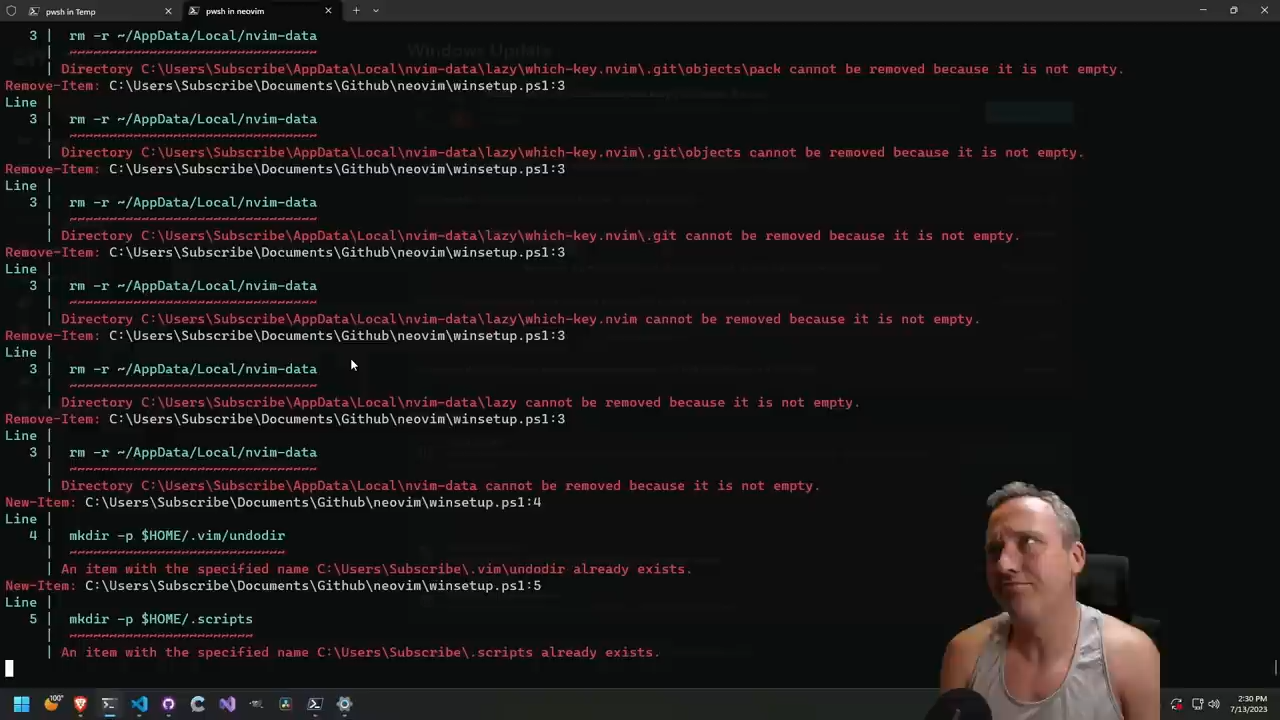 pwsh in Temp
pwsh in neovim
Windows Update
3 | rm -r ~/AppData/Local/nvim-data
| ~~~~~~~~~~~~~~~~~~~~~~~~~~~~~~~
| Directory C:\Users\Subscribe\AppData\Local\nvim-data\lazy\which-key.nvim\.git\objects\pack cannot be removed because it is not empty.
Remove-Item: C:\Users\Subscribe\Documents\Github\neovim\winsetup.ps1:3
Line |
3 | rm -r ~/AppData/Local/nvim-data
| ~~~~~~~~~~~~~~~~~~~~~~~~~~~~~~~
| Directory C:\Users\Subscribe\AppData\Local\nvim-data\lazy\which-key.nvim\.git\objects cannot be removed because it is not empty.
Remove-Item: C:\Users\Subscribe\Documents\Github\neovim\winsetup.ps1:3
Line |
3 | rm -r ~/AppData/Local/nvim-data
| ~~~~~~~~~~~~~~~~~~~~~~~~~~~~~~~
| Directory C:\Users\Subscribe\AppData\Local\nvim-data\lazy\which-key.nvim\.git cannot be removed because it is not empty.
Remove-Item: C:\Users\Subscribe\Documents\Github\neovim\winsetup.ps1:3
Line |
3 | rm -r ~/AppData/Local/nvim-data
| ~~~~~~~~~~~~~~~~~~~~~~~~~~~~~~~
| Directory C:\Users\Subscribe\AppData\Local\nvim-data\lazy\which-key.nvim cannot be removed because it is not empty.
Remove-Item: C:\Users\Subscribe\Documents\Github\neovim\winsetup.ps1:3
Line |
3 | rm -r ~/AppData/Local/nvim-data
| ~~~~~~~~~~~~~~~~~~~~~~~~~~~~~~~
| Directory C:\Users\Subscribe\AppData\Local\nvim-data\lazy cannot be removed because it is not empty.
Remove-Item: C:\Users\Subscribe\Documents\Github\neovim\winsetup.ps1:3
Line |
3 | rm -r ~/AppData/Local/nvim-data
| ~~~~~~~~~~~~~~~~~~~~~~~~~~~~~~~
| Directory C:\Users\Subscribe\AppData\Local\nvim-data cannot be removed because it is not empty.
New-Item: C:\Users\Subscribe\Documents\Github\neovim\winsetup.ps1:4
Line |
4 | mkdir -p $HOME/.vim/undodir
| ~~~~~~~~~~~~~~~~~~~~~~~~~~~
| An item with the specified name C:\Users\Subscribe\.vim\undodir already exists.
New-Item: C:\Users\Subscribe\Documents\Github\neovim\winsetup.ps1:5
Line |
5 | mkdir -p $HOME/.scripts
| ~~~~~~~~~~~~~~~~~~~~~~~
| An item with the specified name C:\Users\Subscribe\.scripts already exists.
100°
2:30 PM
7/13/2023